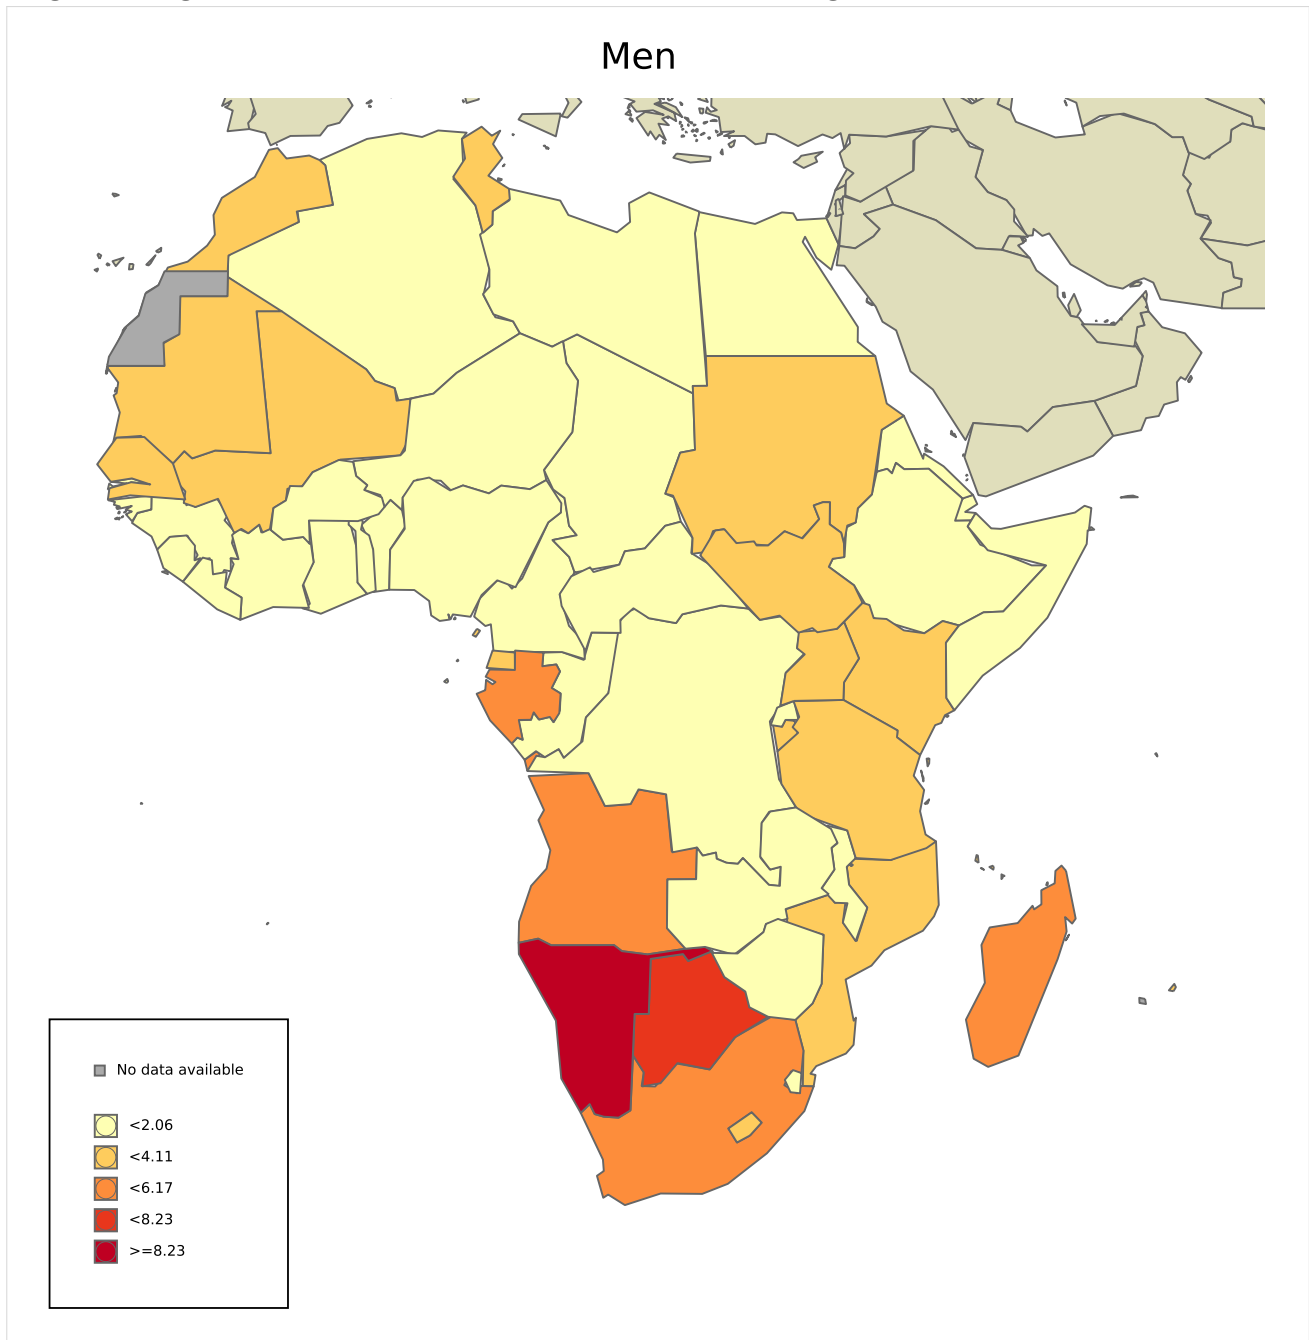 Men
No data available
<2.06
<4.11
<6.17
<8.23
>=8.23